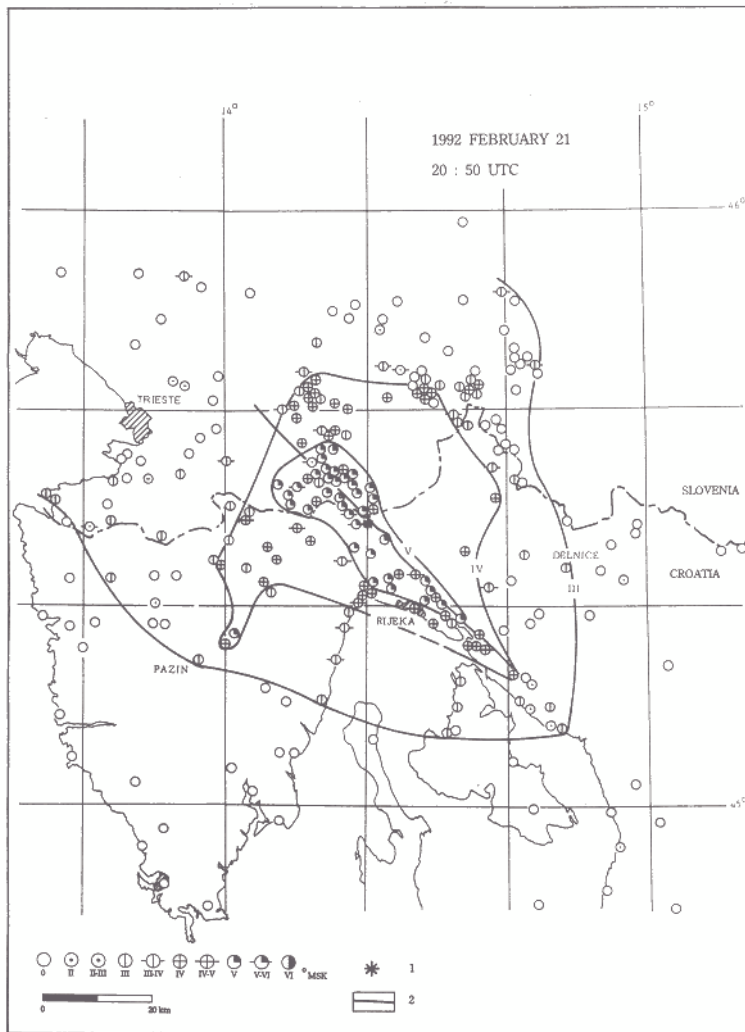 14°
15°
1992 FEBRUARY 21
20 : 50 UTC
46°
TRIESTE
SLOVENIA
V
IV
DELNICE
CROATIA
III
RIJEKA
PAZIN
45°
0 II II-III III III-IV IV IV-V V V-VI VI °MSK
1
0 20 km
2